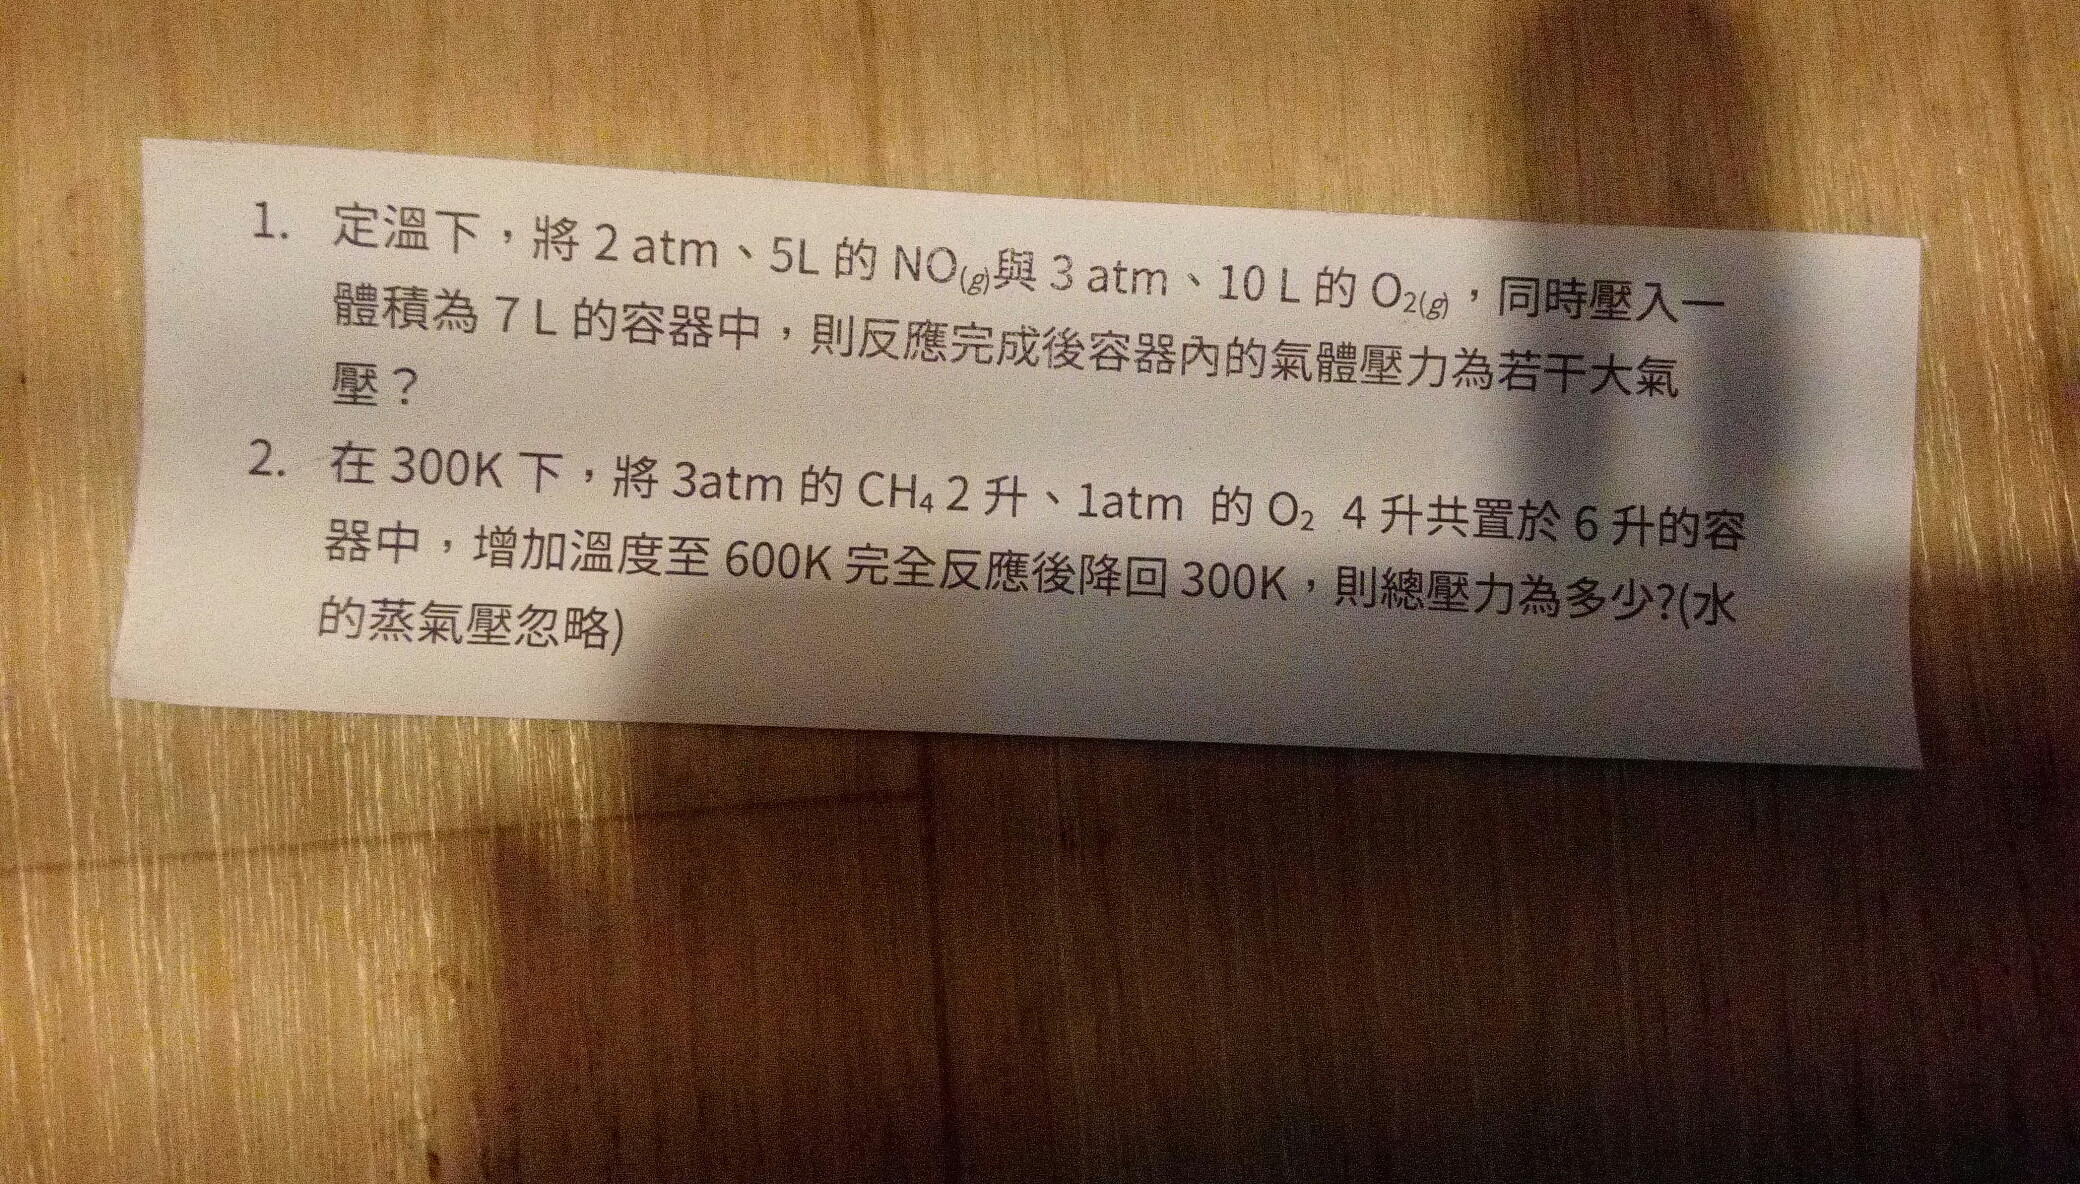 1. 定溫下，將 2 atm、5L 的 NO(g)與 3 atm、10 L 的 O₂(g)，同時壓入一
體積為 7 L 的容器中，則反應完成後容器內的氣體壓力為若干大氣
壓？
2. 在 300K 下，將 3atm 的 CH₄ 2 升、1atm 的 O₂ 4 升共置於 6 升的容
器中，增加溫度至 600K 完全反應後降回 300K，則總壓力為多少?(水
的蒸氣壓忽略)